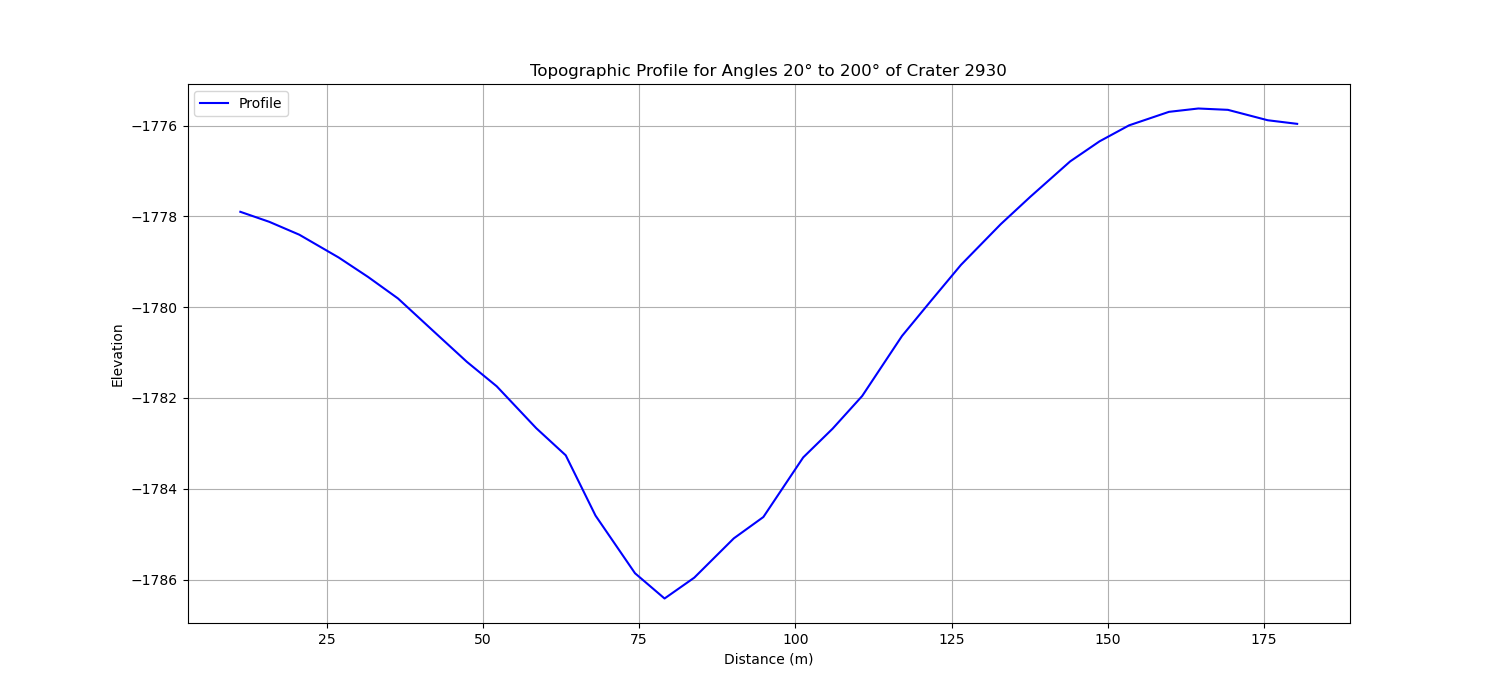 Topographic Profile for Angles 20° to 200° of Crater 2930
Profile
−1776
−1778
−1780
−1782
−1784
−1786
Elevation
25 50 75 100 125 150 175
Distance (m)